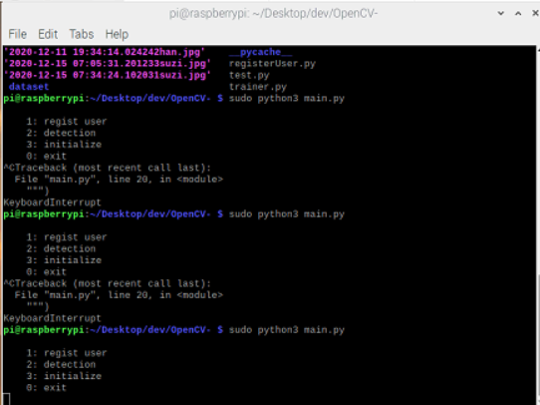 pi@raspberrypi: ~/Desktop/dev/OpenCV-
File Edit Tabs Help
'2020-12-11 19:34:14.024242han.jpg' __pycache__
'2020-12-15 07:05:31.201233suzi.jpg' registerUser.py
'2020-12-15 07:34:24.102031suzi.jpg' test.py
dataset trainer.py
pi@raspberrypi:~/Desktop/dev/OpenCV- $ sudo python3 main.py
1: regist user
2: detection
3: initialize
0: exit
^CTraceback (most recent call last):
File "main.py", line 20, in <module>
""")
KeyboardInterrupt
pi@raspberrypi:~/Desktop/dev/OpenCV- $ sudo python3 main.py
1: regist user
2: detection
3: initialize
0: exit
^CTraceback (most recent call last):
File "main.py", line 20, in <module>
""")
KeyboardInterrupt
pi@raspberrypi:~/Desktop/dev/OpenCV- $ sudo python3 main.py
1: regist user
2: detection
3: initialize
0: exit